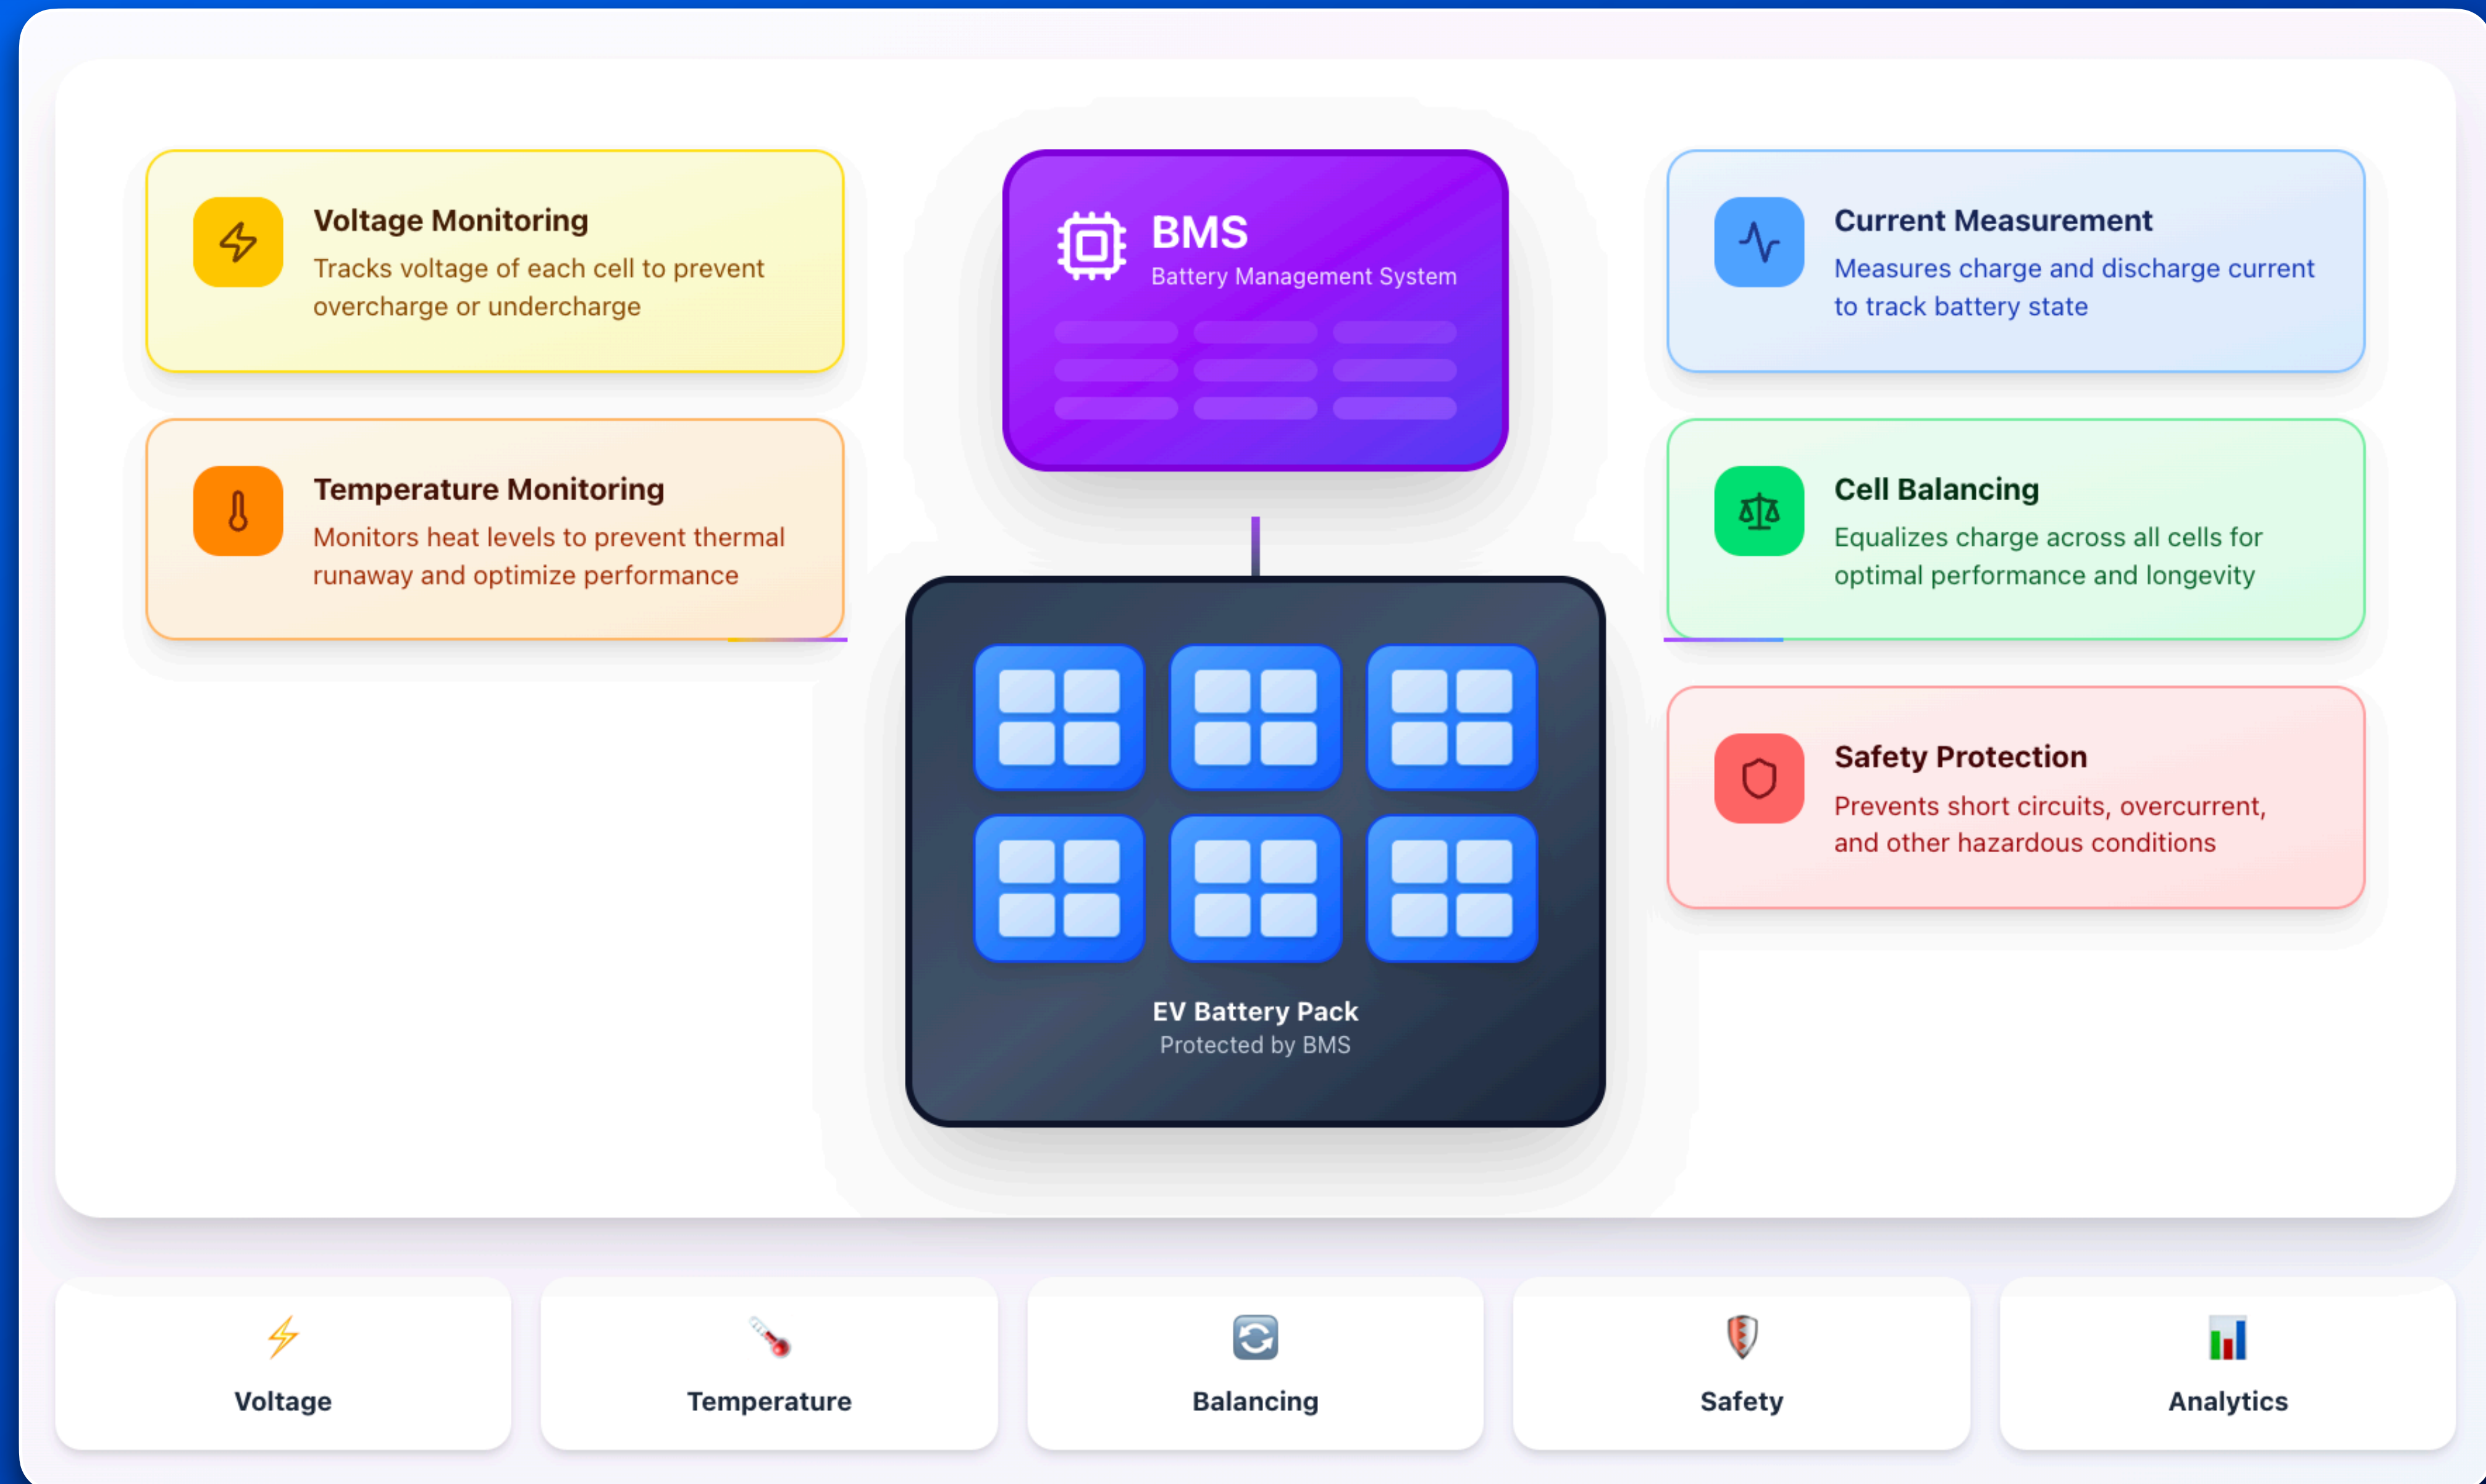 Voltage Monitoring
Tracks voltage of each cell to prevent
overcharge or undercharge
Temperature Monitoring
Monitors heat levels to prevent thermal
runaway and optimize performance
BMS
Battery Management System
EV Battery Pack
Protected by BMS
Current Measurement
Measures charge and discharge current
to track battery state
Cell Balancing
Equalizes charge across all cells for
optimal performance and longevity
Safety Protection
Prevents short circuits, overcurrent,
and other hazardous conditions
Voltage
Temperature
Balancing
Safety
Analytics